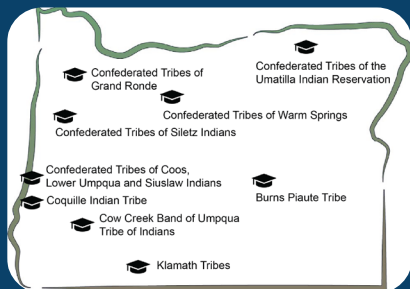 Confederated Tribes of the
Umatilla Indian Reservation
Confederated Tribes of
Grand Ronde
Confederated Tribes of Warm Springs
Confederated Tribes of Siletz Indians
Confederated Tribes of Coos,
Lower Umpqua and Siuslaw Indians
Burns Piaute Tribe
Coquille Indian Tribe
Cow Creek Band of Umpqua
Tribe of Indians
Klamath Tribes